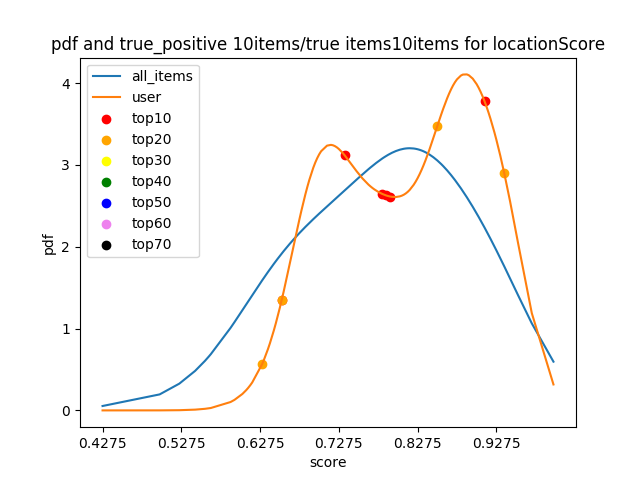 pdf and true_positive 10items/true items10items for locationScore
all_items
user
top10
top20
top30
top40
top50
top60
top70
pdf
4
3
2
1
0
0.4275 0.5275 0.6275 0.7275 0.8275 0.9275
score